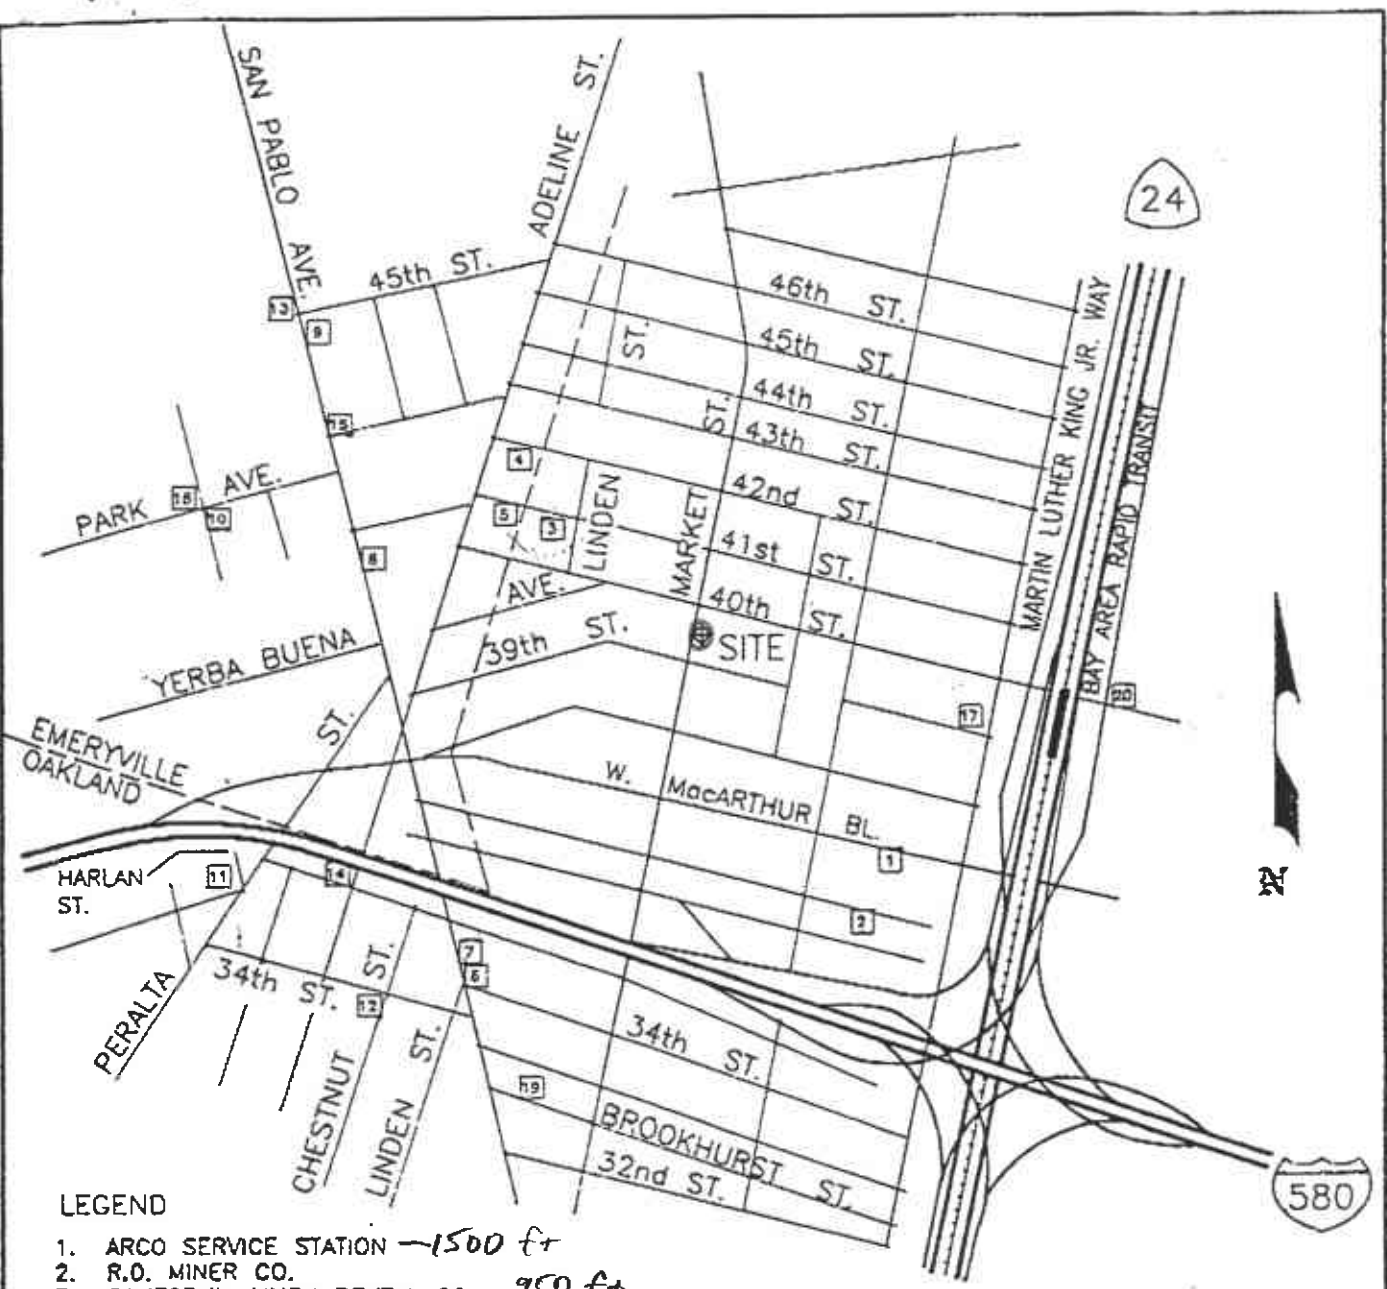 SAN PABLO AVE.
ADELINE ST.
24
45th ST.
13
9
46th ST.
45th ST.
ST.
44th ST.
MARKET ST.
43th ST.
MARTIN LUTHER KING JR. WAY
BAY AREA RAPID TRANSIT
15
4
42nd ST.
PARK AVE.
10
5
3
LINDEN
41st ST.
AVE.
40th ST.
39th ST.
SITE
YERBA BUENA
17
20
EMERYVILLE
OAKLAND
ST.
W. MacARTHUR BL.
1
N
HARLAN
ST.
11
14
2
7
34th ST.
12
PERALTA
CHESTNUT ST.
LINDEN ST.
34th ST.
19
BROOKHURST ST.
32nd ST.
580
LEGEND
1. ARCO SERVICE STATION —1500 ft
2. R.O. MINER CO.
950 ft